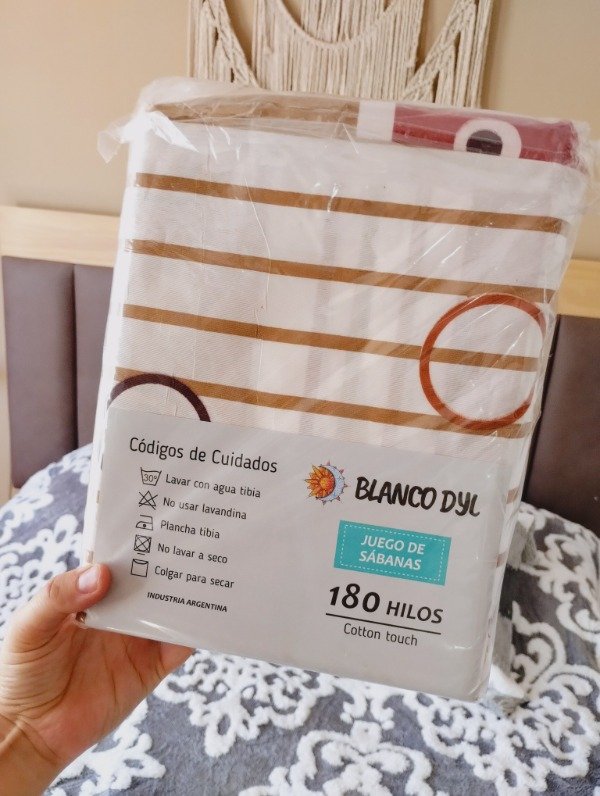 Códigos de Cuidados
30° Lavar con agua tibia
No usar lavandina
Plancha tibia
No lavar a seco
Colgar para secar
INDUSTRIA ARGENTINA
BLANCO DYL
JUEGO DE
SÁBANAS
180 HILOS
Cotton touch